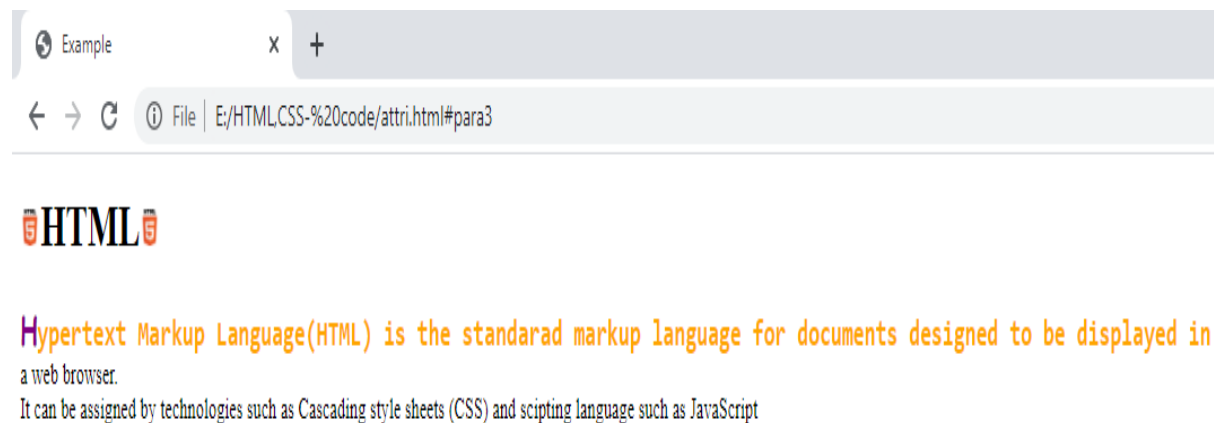 Example
File E:/HTML,CSS-%20code/attri.html#para3
HTML
Hypertext Markup Language(HTML) is the standarad markup language for documents designed to be displayed in
a web browser.
It can be assigned by technologies such as Cascading style sheets (CSS) and scipting language such as JavaScript